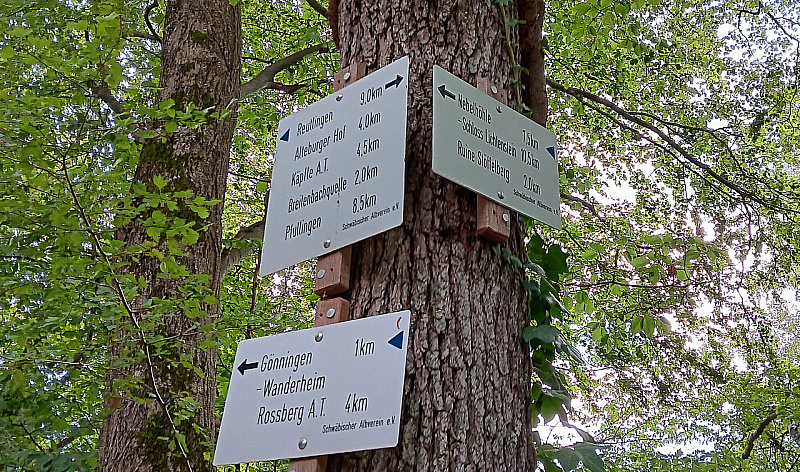 Reutlingen 9,0km
Alteburger Hof 4,0km
Käpfle A.T. 4,5km
Breitenbachquelle 2,0km
Pfullingen 8,5km
Schwäbischer Albverein e.V.
Nebelhöhle 7,5km
-Schloss Lichtenstein 10,5km
Ruine Stöfelberg 2,0km
Schwäbischer Albverein e.V.
Gönningen 1km
-Wanderheim
Rossberg A.T. 4km
Schwäbischer Albverein e.V.